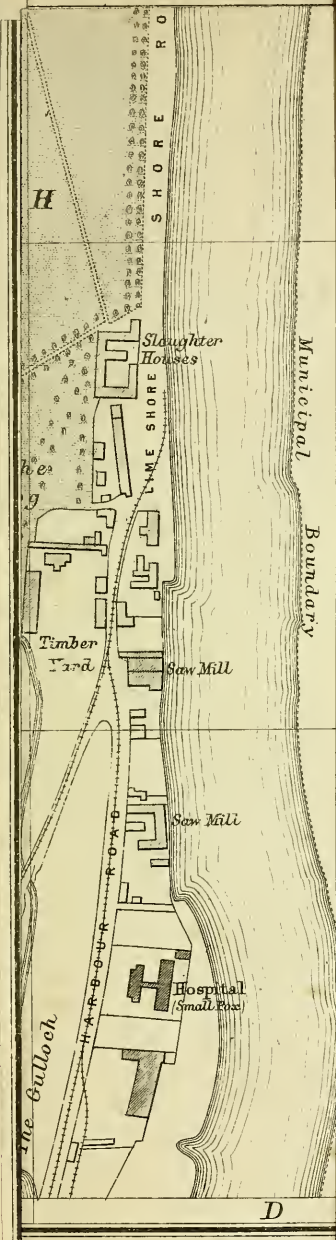 SHORE RO
H
Slaughter
Houses
Municipal
Boundary
LIME SHORE
he
g
Timber
Yard
Saw Mill
Saw Mill
HARBOUR ROAD
Hospital
(Small Pox)
The Gulloch
D